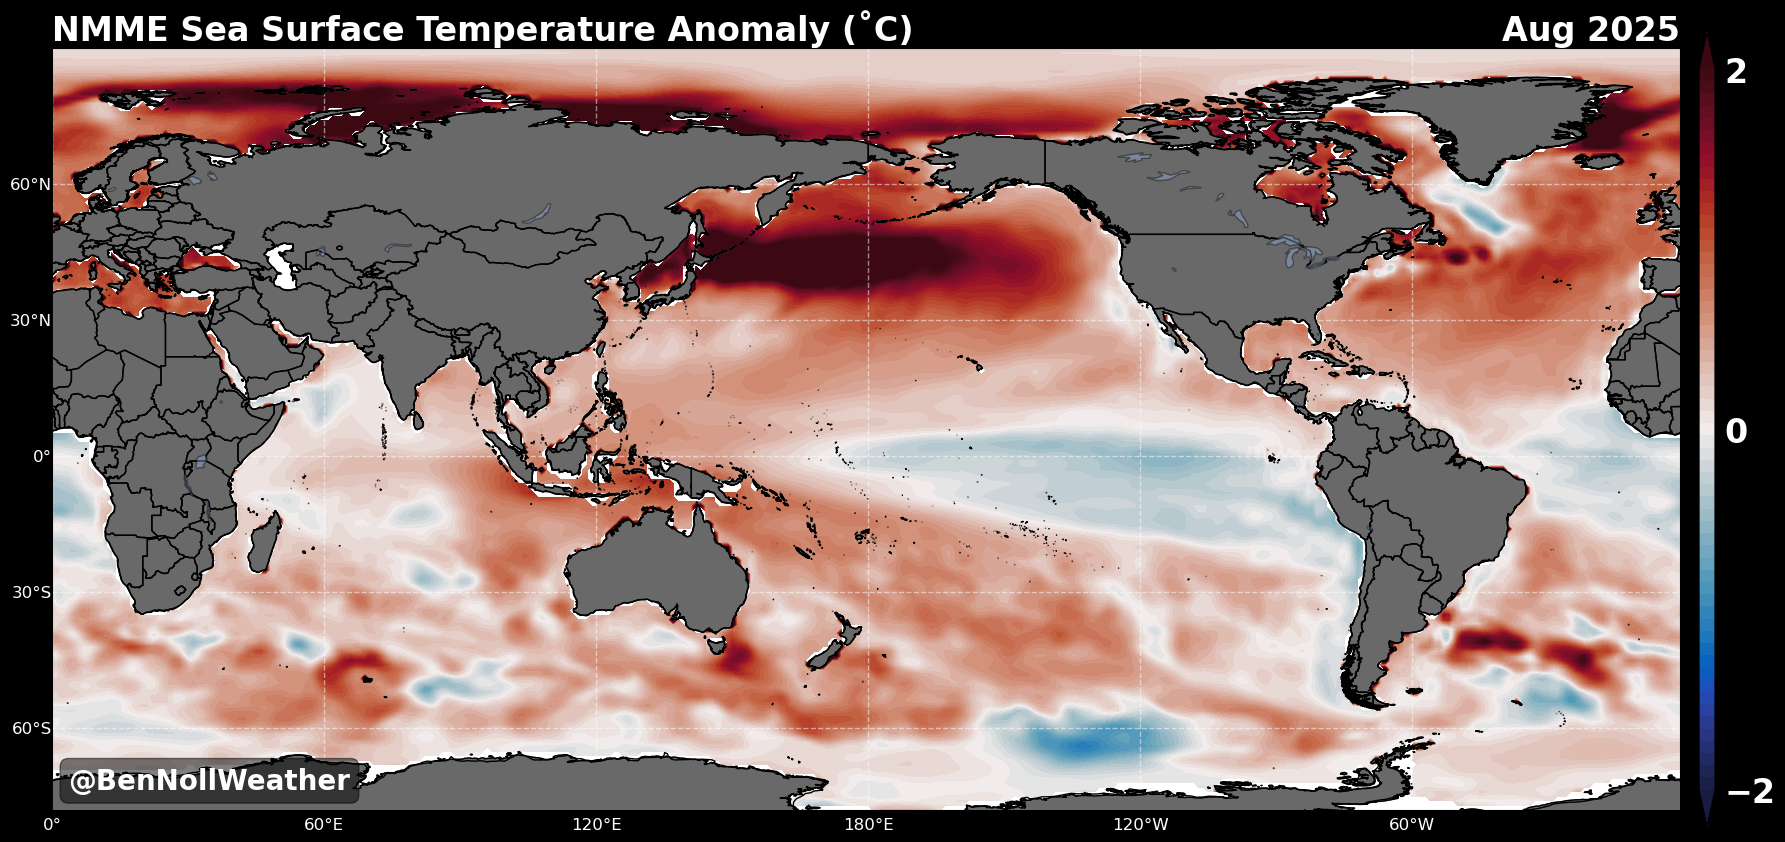 NMME Sea Surface Temperature Anomaly (˚C)
Aug 2025
2
0
−2
60°N
30°N
0°
30°S
60°S
@BenNollWeather
0°
60°E
120°E
180°E
120°W
60°W